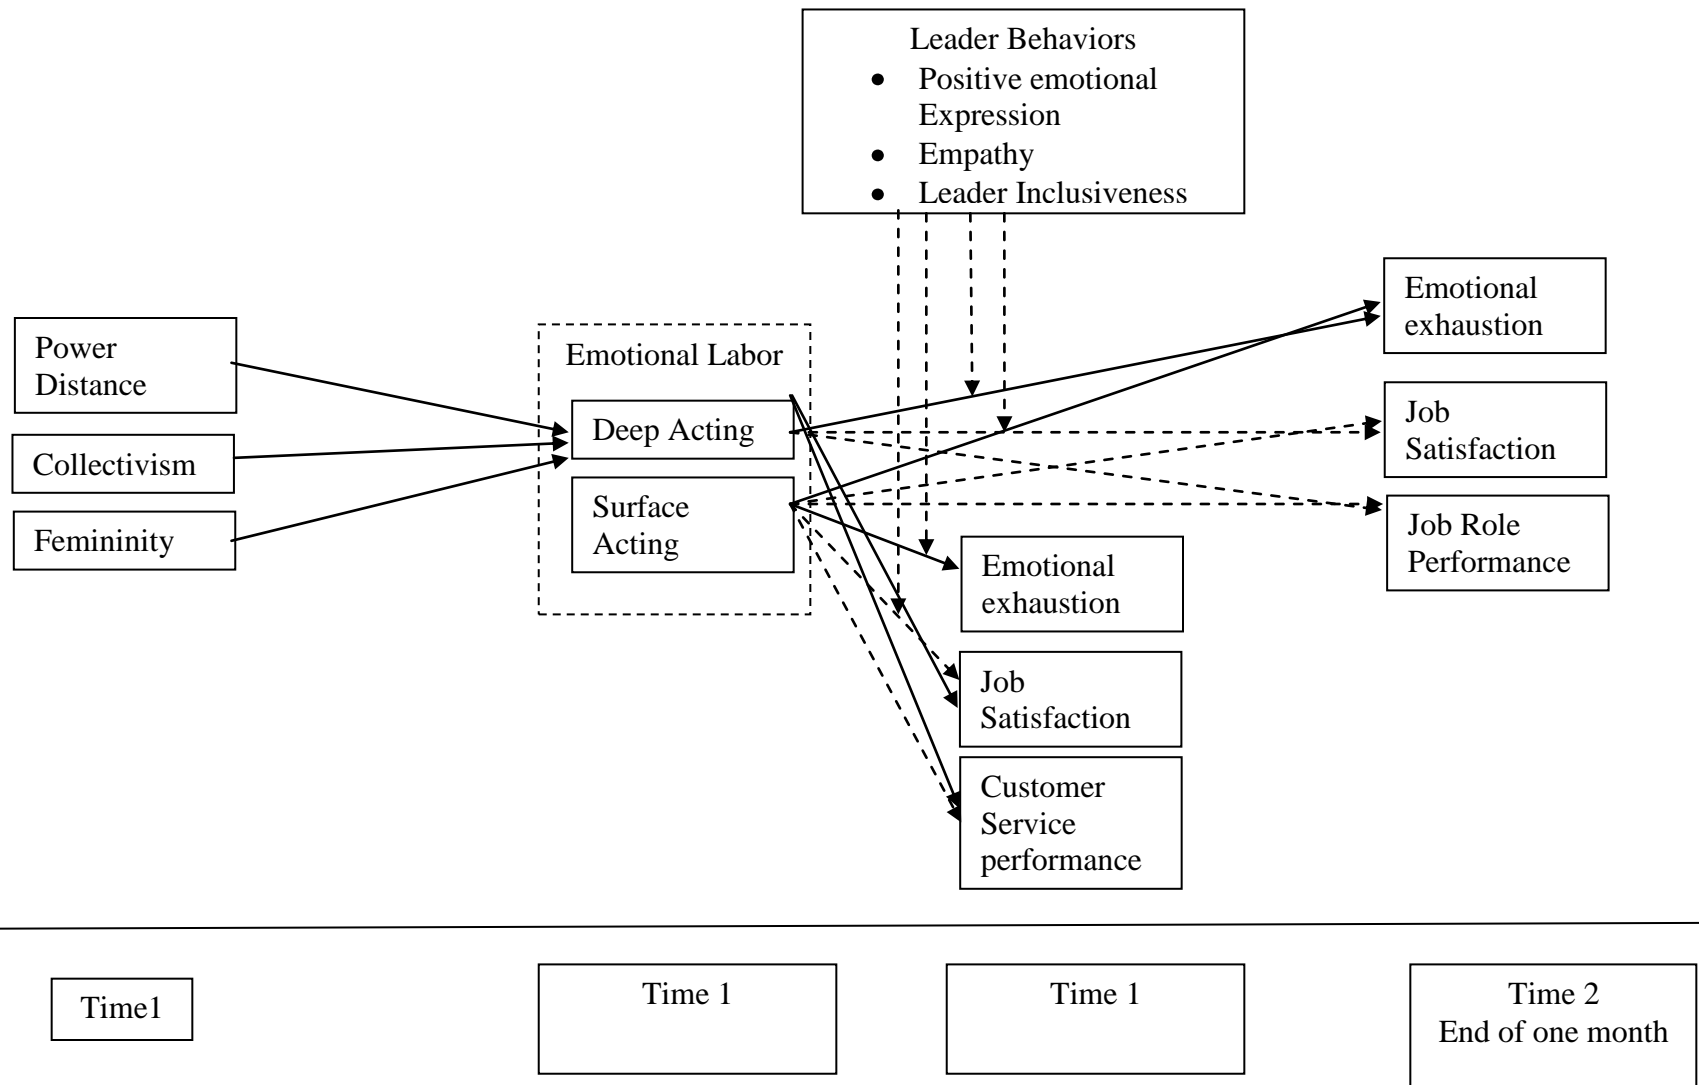 Leader Behaviors
• Positive emotional
Expression
• Empathy
• Leader Inclusiveness
Power
Distance
Collectivism
Femininity
Emotional Labor
Deep Acting
Surface
Acting
Emotional
exhaustion
Job
Satisfaction
Customer
Service
performance
Emotional
exhaustion
Job
Satisfaction
Job Role
Performance
Time1
Time 1
Time 1
Time 2
End of one month